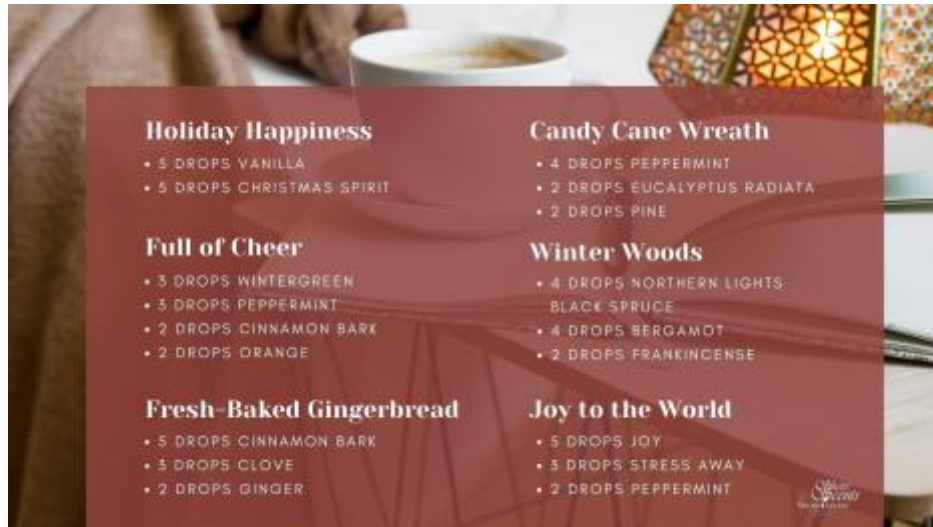 Holiday Happiness
• 5 DROPS VANILLA
• 5 DROPS CHRISTMAS SPIRIT
Full of Cheer
• 3 DROPS WINTERGREEN
• 3 DROPS PEPPERMINT
• 2 DROPS CINNAMON BARK
• 2 DROPS ORANGE
Fresh-Baked Gingerbread
• 5 DROPS CINNAMON BARK
• 3 DROPS CLOVE
• 2 DROPS GINGER
Candy Cane Wreath
• 4 DROPS PEPPERMINT
• 2 DROPS EUCALYPTUS RADIATA
• 2 DROPS PINE
Winter Woods
• 4 DROPS NORTHERN LIGHTS
BLACK SPRUCE
• 4 DROPS BERGAMOT
• 2 DROPS FRANKINCENSE
Joy to the World
• 5 DROPS JOY
• 3 DROPS STRESS AWAY
• 2 DROPS PEPPERMINT
Scents